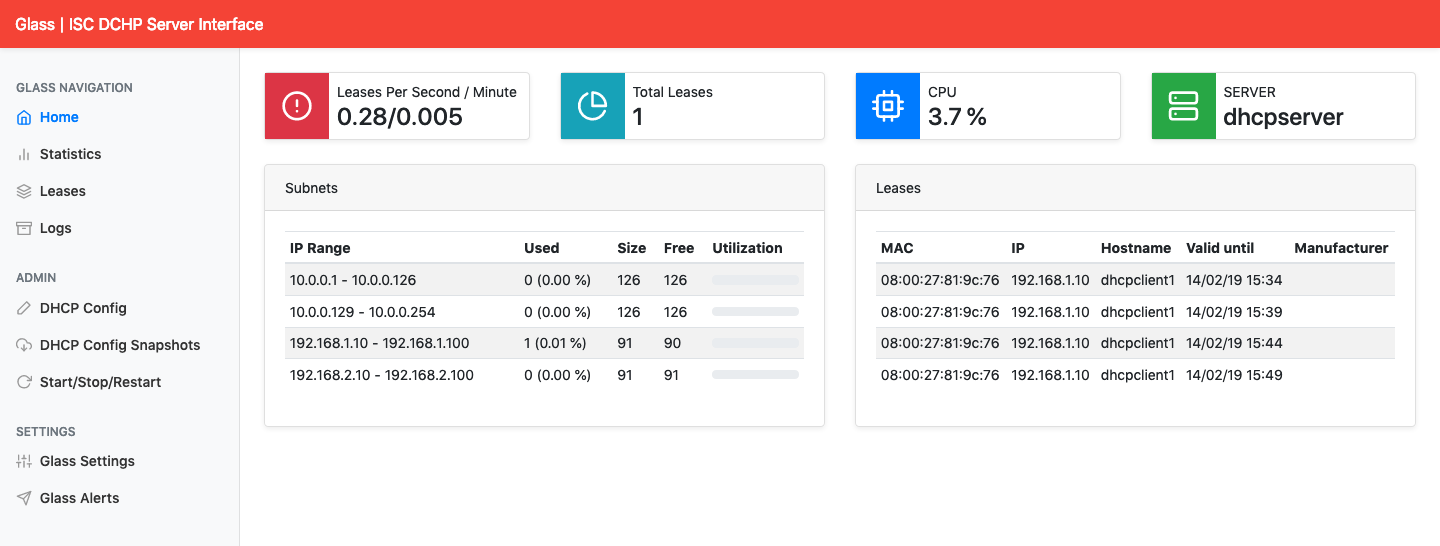 Glass | ISC DCHP Server Interface
GLASS NAVIGATION
Home
Statistics
Leases
Logs
ADMIN
DHCP Config
DHCP Config Snapshots
Start/Stop/Restart
SETTINGS
Glass Settings
Glass Alerts
Leases Per Second / Minute
0.28/0.005
Total Leases
1
CPU
3.7 %
SERVER
dhcpserver
Subnets
IP Range Used Size Free Utilization
10.0.0.1 - 10.0.0.126 0 (0.00 %) 126 126
10.0.0.129 - 10.0.0.254 0 (0.00 %) 126 126
192.168.1.10 - 192.168.1.100 1 (0.01 %) 91 90
192.168.2.10 - 192.168.2.100 0 (0.00 %) 91 91
Leases
MAC IP Hostname Valid until Manufacturer
08:00:27:81:9c:76 192.168.1.10 dhcpclient1 14/02/19 15:34
08:00:27:81:9c:76 192.168.1.10 dhcpclient1 14/02/19 15:39
08:00:27:81:9c:76 192.168.1.10 dhcpclient1 14/02/19 15:44
08:00:27:81:9c:76 192.168.1.10 dhcpclient1 14/02/19 15:49